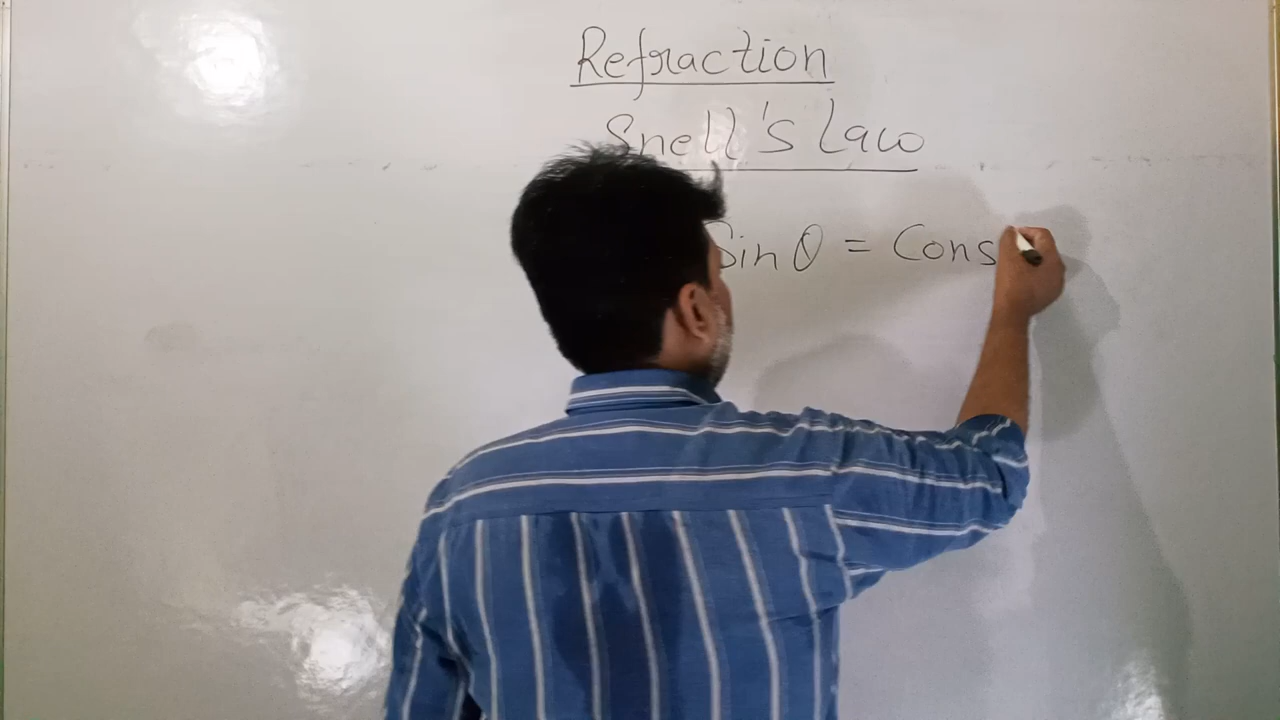 Refraction
Snell's Law
Sin θ = Cons